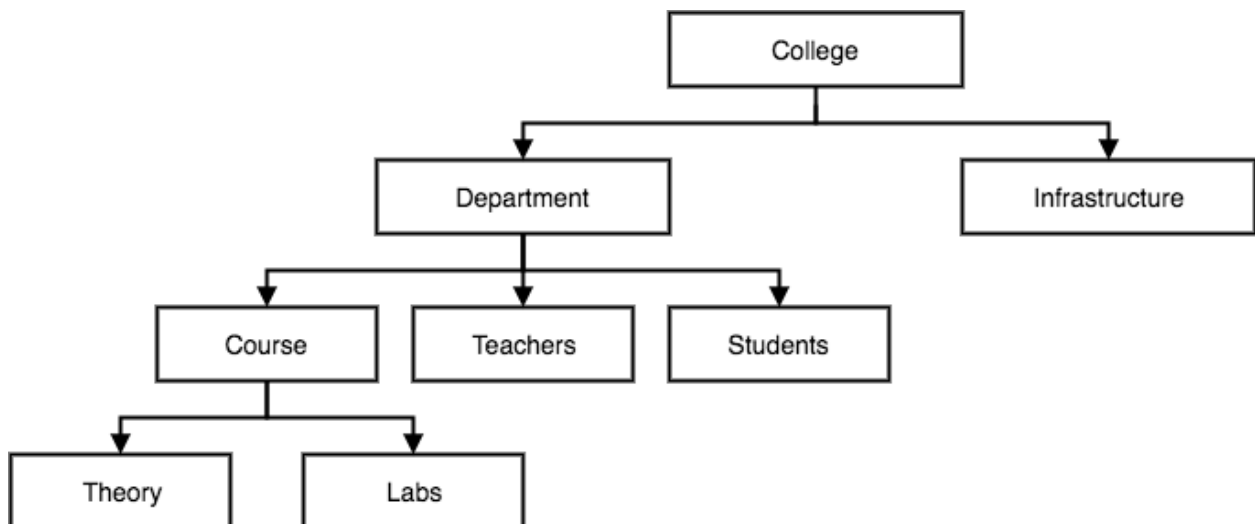 College
Department
Infrastructure
Course
Teachers
Students
Theory
Labs